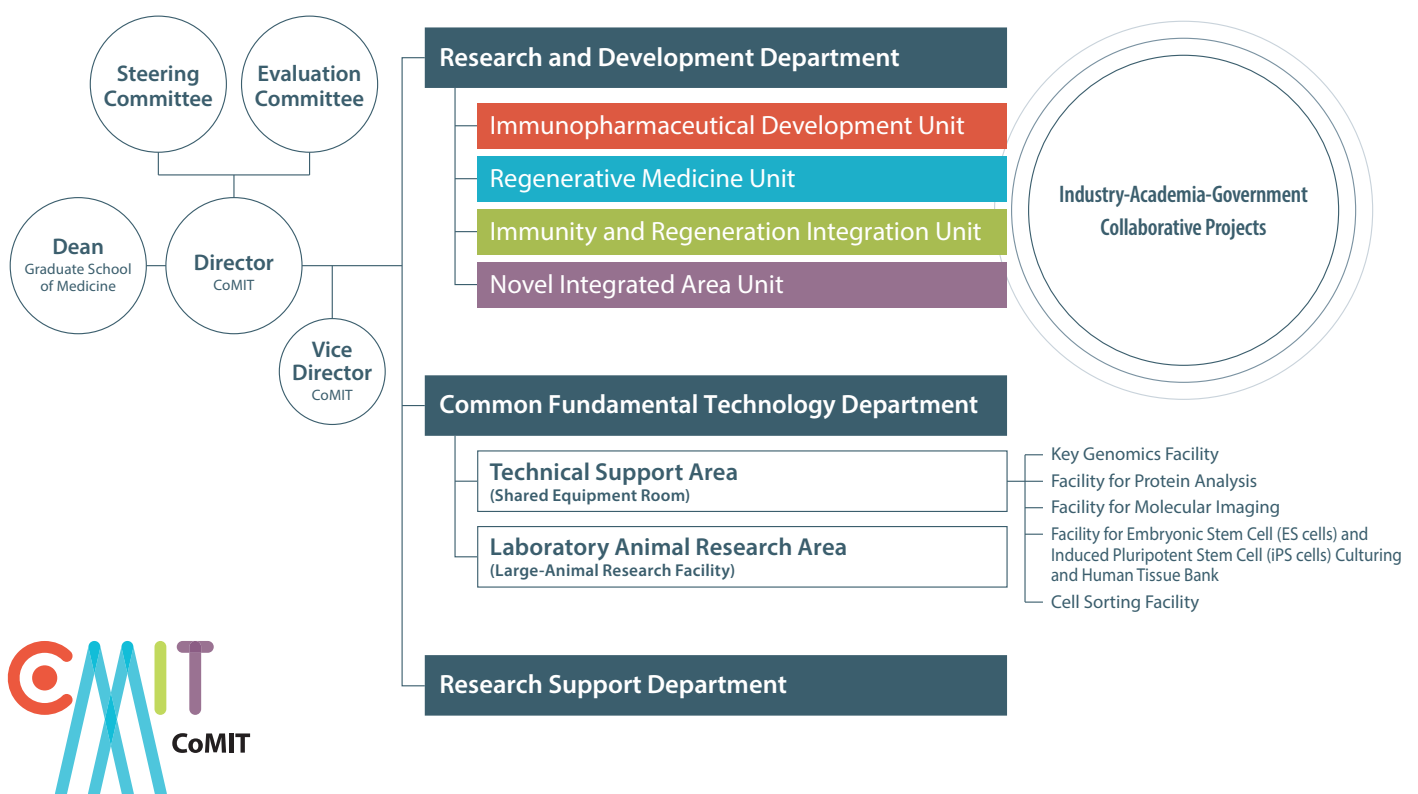 Steering
Committee
Evaluation
Committee
Dean
Graduate School
of Medicine
Director
CoMIT
Vice
Director
CoMIT
Research and Development Department
Immunopharmaceutical Development Unit
Regenerative Medicine Unit
Immunity and Regeneration Integration Unit
Novel Integrated Area Unit
Industry-Academia-Government
Collaborative Projects
Common Fundamental Technology Department
Technical Support Area
(Shared Equipment Room)
Laboratory Animal Research Area
(Large-Animal Research Facility)
Key Genomics Facility
Facility for Protein Analysis
Facility for Molecular Imaging
Facility for Embryonic Stem Cell (ES cells) and
Induced Pluripotent Stem Cell (iPS cells) Culturing
and Human Tissue Bank
Cell Sorting Facility
Research Support Department
CoMIT
CoMIT